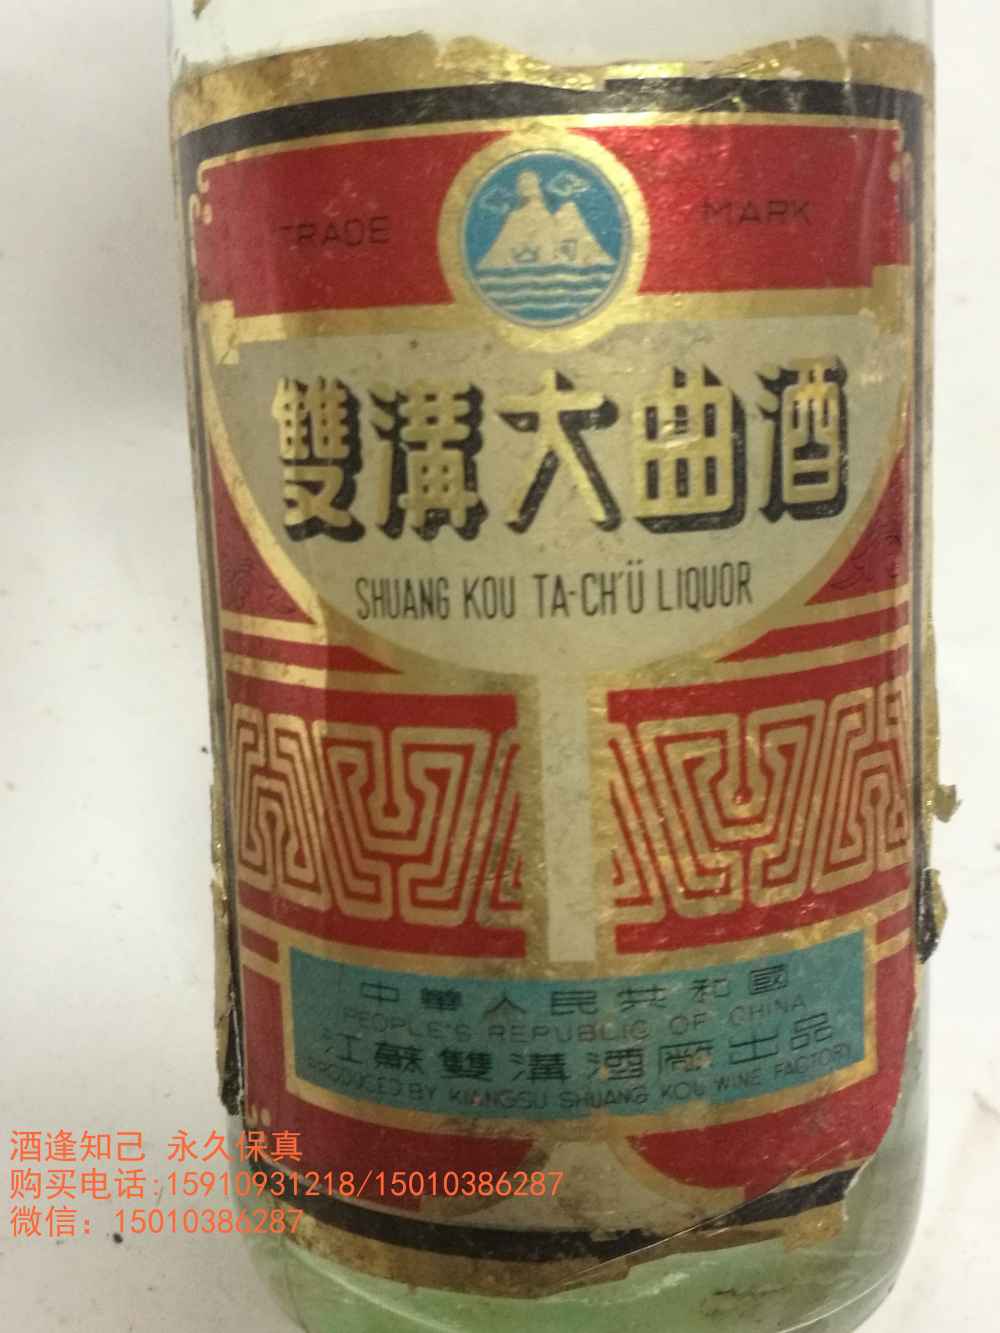 TRADE MARK
山河
雙溝大曲酒
SHUANG KOU TA-CH'Ü LIQUOR
中華人民共和國
PEOPLE'S REPUBLIC OF CHINA
江蘇雙溝酒廠出品
PRODUCED BY KIANGSU SHUANG KOU WINE FACTORY
酒逢知己 永久保真
购买电话:15910931218/15010386287
微信：15010386287